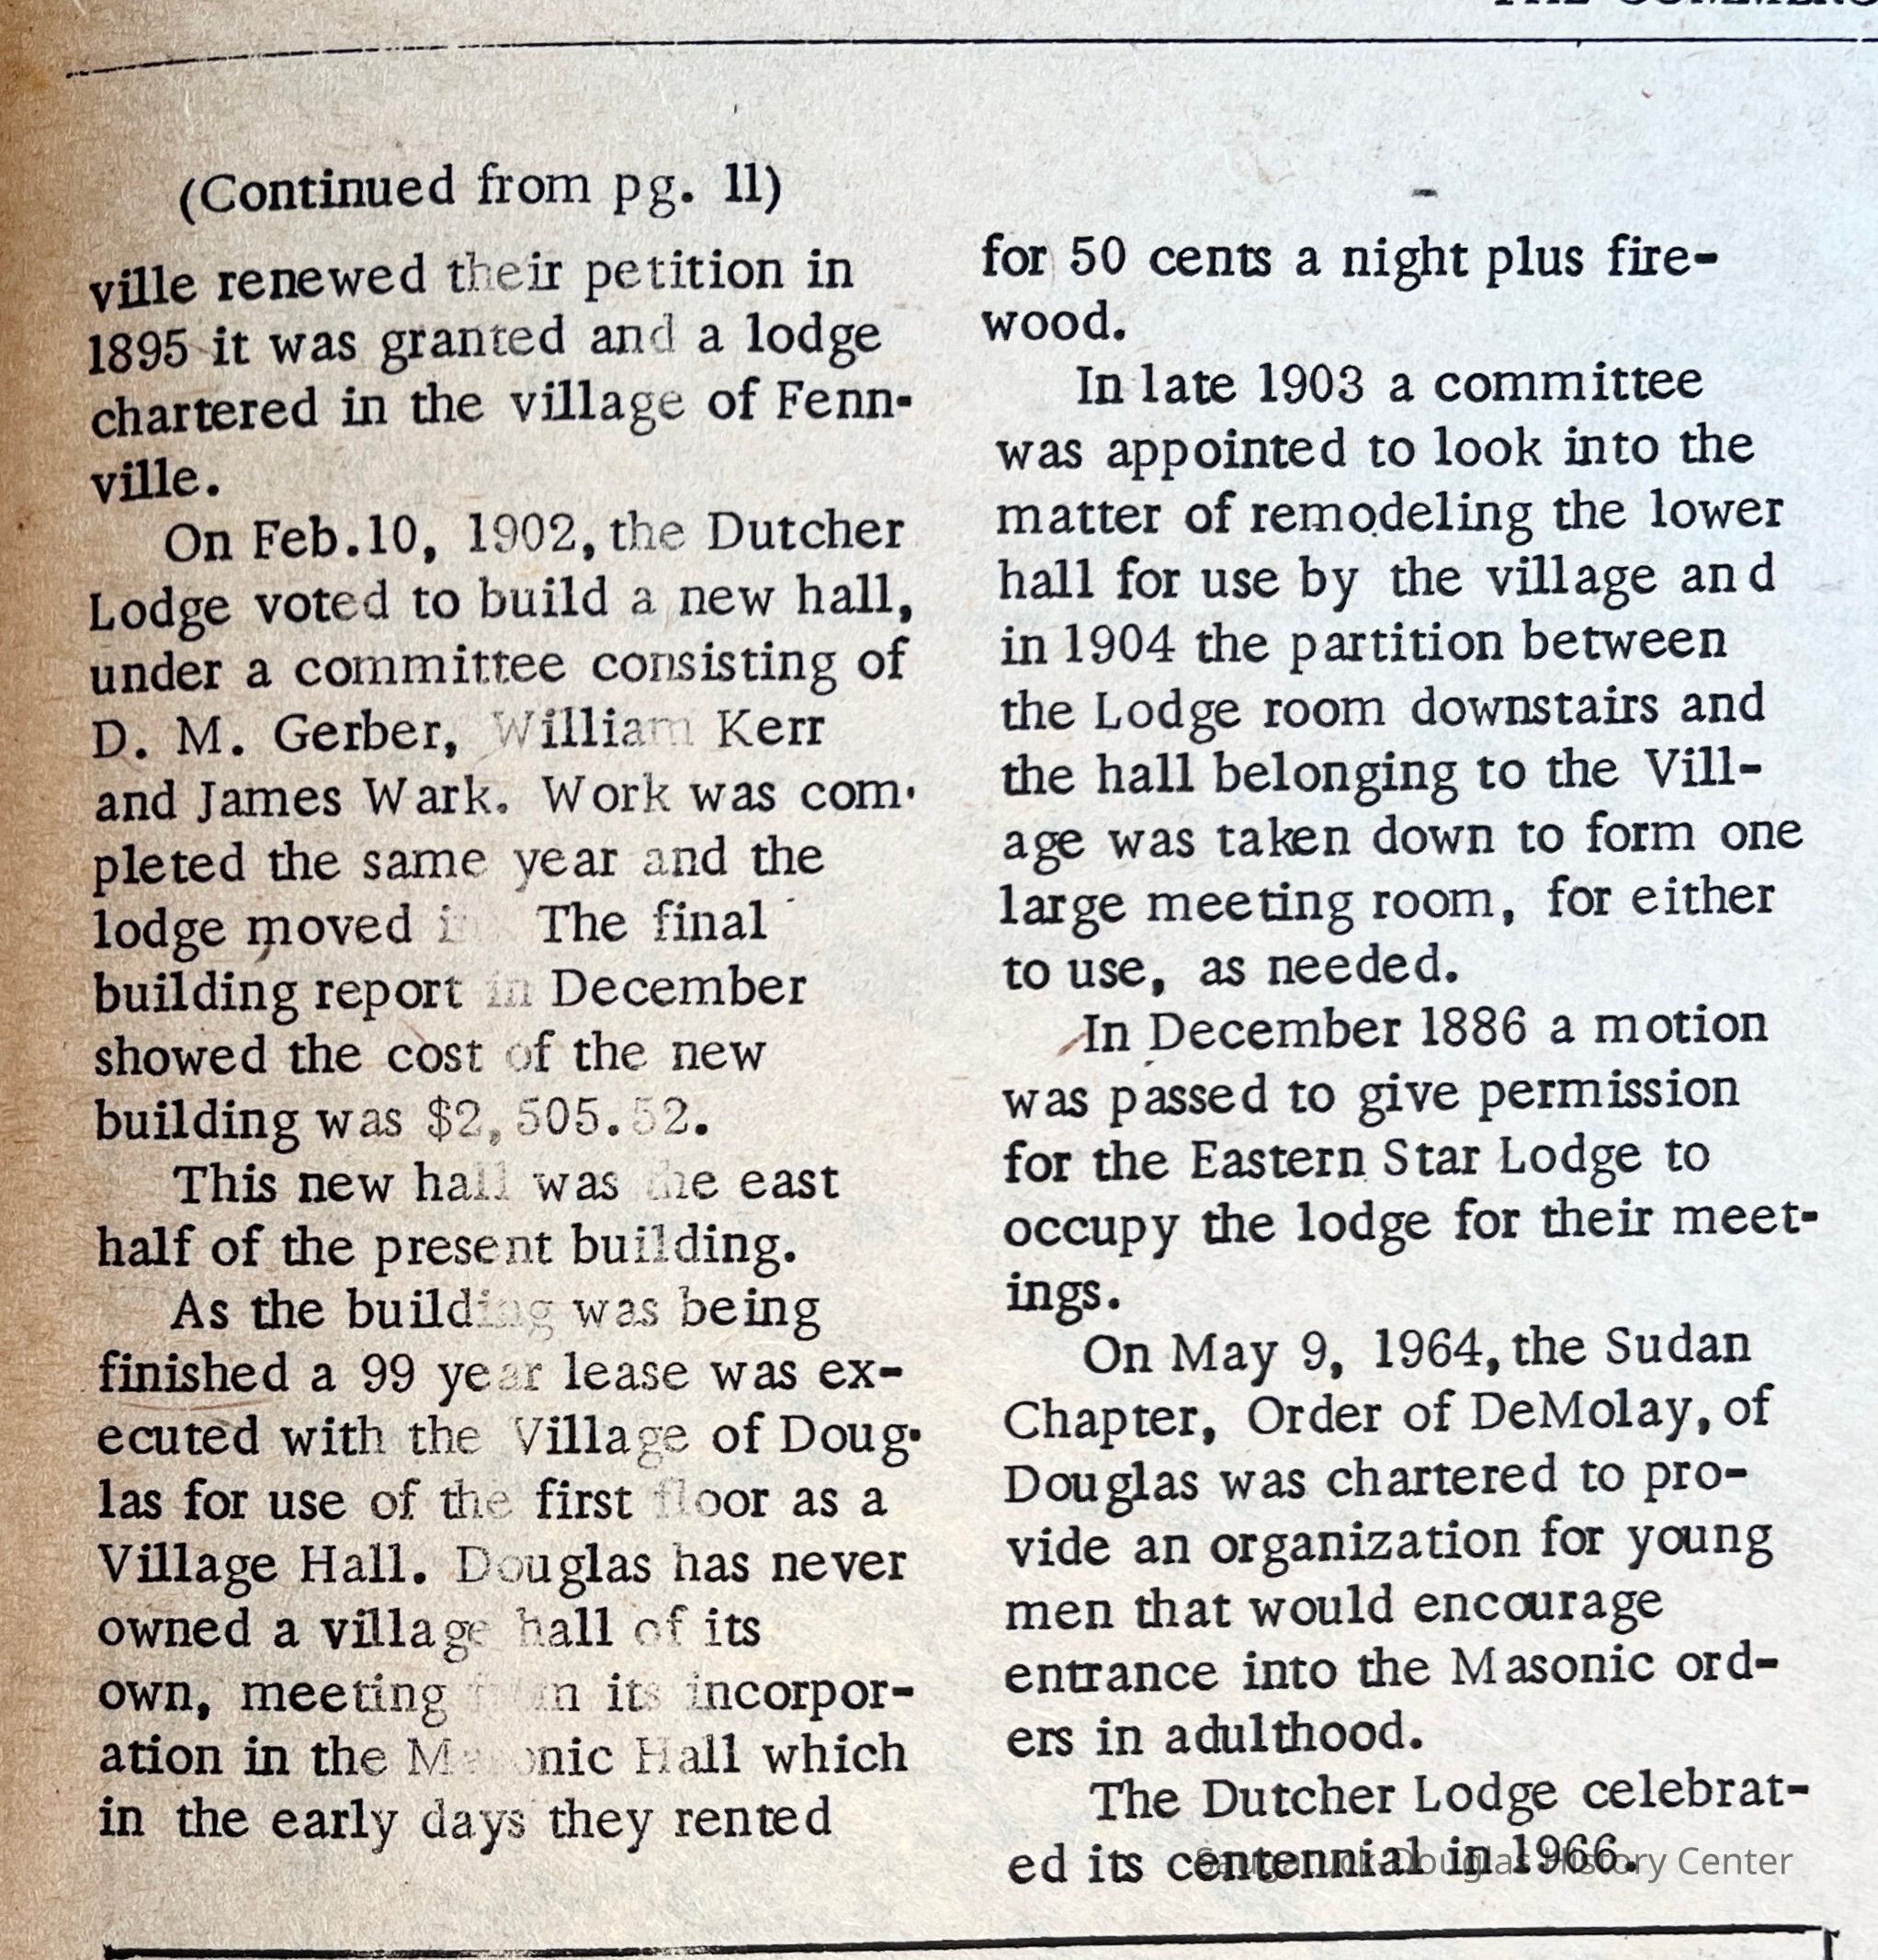 (Continued from pg. 11)
ville renewed their petition in
1895 it was granted and a lodge
chartered in the village of Fenn-
ville.
On Feb.10, 1902, the Dutcher
Lodge voted to build a new hall,
under a committee consisting of
D. M. Gerber, William Kerr
and James Wark. Work was com-
pleted the same year and the
lodge moved The final
building report in December
showed the cost of the new
building was $2,505.52.
This new hall was the east
half of the present building.
As the building was being
finished a 99 year lease was ex-
ecuted with the Village of Doug-
las for use of the first floor as a
Village Hall. Douglas has never
owned a village hall of its
own, meeting its incorpor-
ation in the Masonic Hall which
in the early days they rented
for 50 cents a night plus fire-
wood.
In late 1903 a committee
was appointed to look into the
matter of remodeling the lower
hall for use by the village and
in 1904 the partition between
the Lodge room downstairs and
the hall belonging to the Vill-
age was taken down to form one
large meeting room, for either
to use, as needed.
In December 1886 a motion
was passed to give permission
for the Eastern Star Lodge to
occupy the lodge for their meet-
ings.
On May 9, 1964, the Sudan
Chapter, Order of DeMolay, of
Douglas was chartered to pro-
vide an organization for young
men that would encourage
entrance into the Masonic ord-
ers in adulthood.
The Dutcher Lodge celebrat-
ed its centennial in 1966.
Saugatuck-Douglas History Center